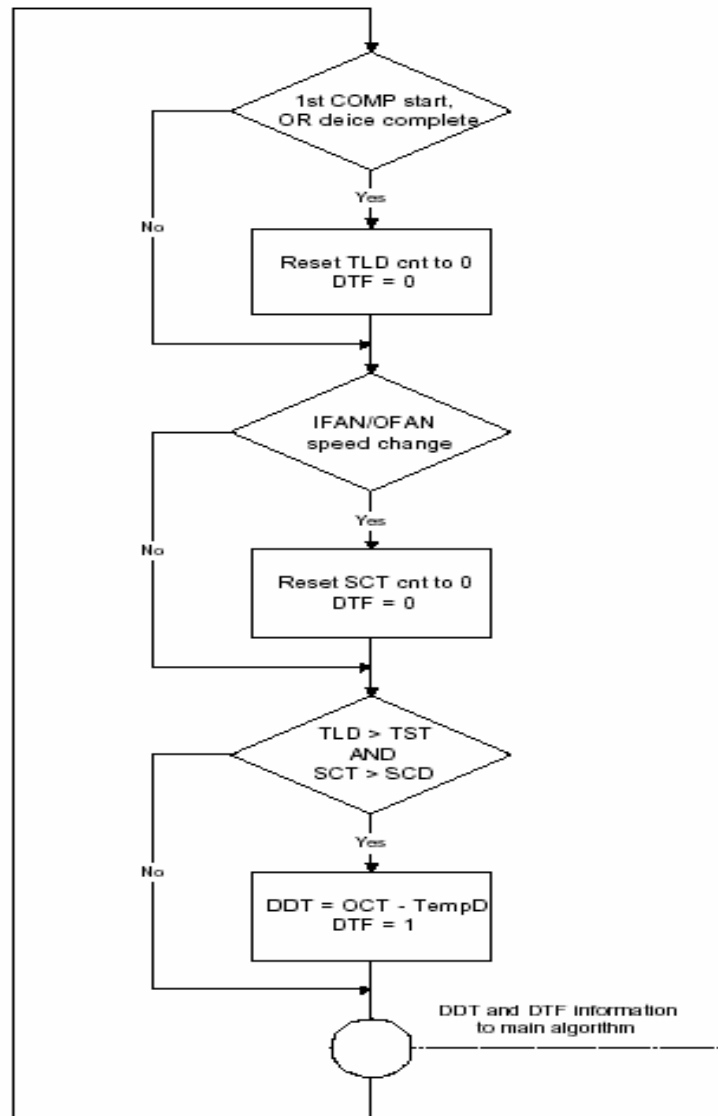 1st COMP start,
OR deice complete
Yes
No
Reset TLD cnt to 0
DTF = 0
IFAN/OFAN
speed change
Yes
No
Reset SCT cnt to 0
DTF = 0
TLD > TST
AND
SCT > SCD
Yes
No
DDT = OCT - TempD
DTF = 1
DDT and DTF information
to main algorithm